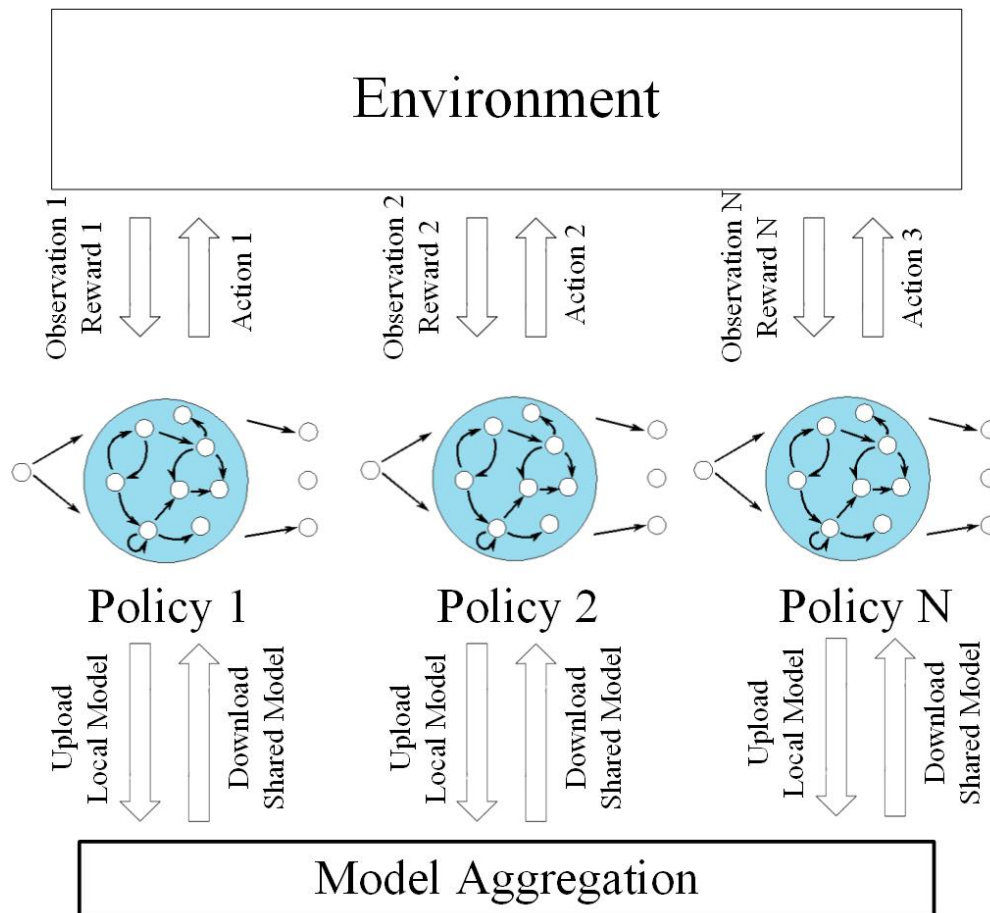 Environment
Observation 1
Reward 1
Action 1
Observation 2
Reward 2
Action 2
Observation N
Reward N
Action 3
Policy 1
Policy 2
Policy N
Upload
Local Model
Download
Shared Model
Upload
Local Model
Download
Shared Model
Upload
Local Model
Download
Shared Model
Model Aggregation